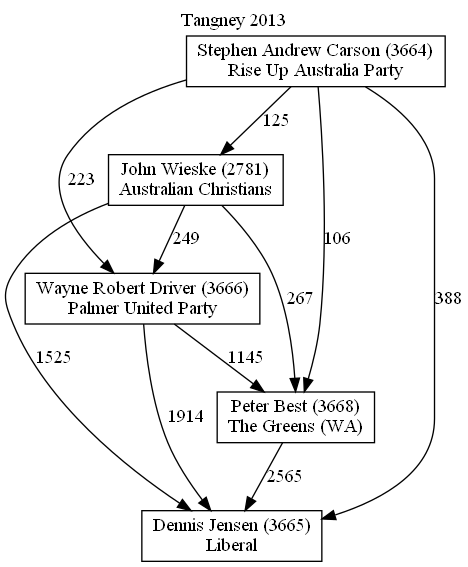 Tangney 2013
Stephen Andrew Carson (3664)
Rise Up Australia Party
125
John Wieske (2781)
Australian Christians
223
249
106
267
388
Wayne Robert Driver (3666)
Palmer United Party
1525
1145
1914
Peter Best (3668)
The Greens (WA)
2565
Dennis Jensen (3665)
Liberal